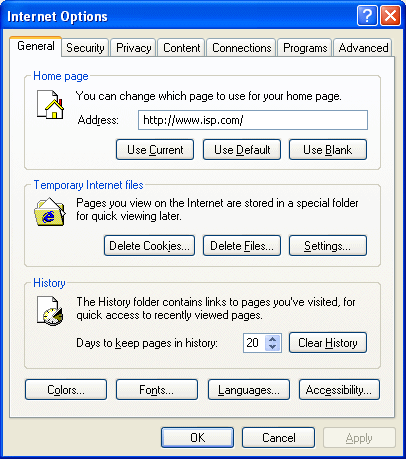 Internet Options
General Security Privacy Content Connections Programs Advanced
Home page
You can change which page to use for your home page.
Address: http://www.isp.com/
Use Current Use Default Use Blank
Temporary Internet files
Pages you view on the Internet are stored in a special folder
for quick viewing later.
Delete Cookies... Delete Files... Settings...
History
The History folder contains links to pages you've visited, for
quick access to recently viewed pages.
Days to keep pages in history: 20 Clear History
Colors... Fonts... Languages... Accessibility...
OK Cancel Apply